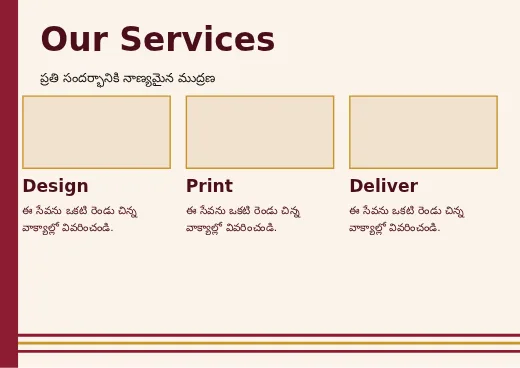 Our Services
ప్రతి సందర్భానికి నాణ్యమైన ముద్రణ
Design
ఈ సేవను ఒకటి రెండు చిన్న
వాక్యాల్లో వివరించండి.
Print
ఈ సేవను ఒకటి రెండు చిన్న
వాక్యాల్లో వివరించండి.
Deliver
ఈ సేవను ఒకటి రెండు చిన్న
వాక్యాల్లో వివరించండి.